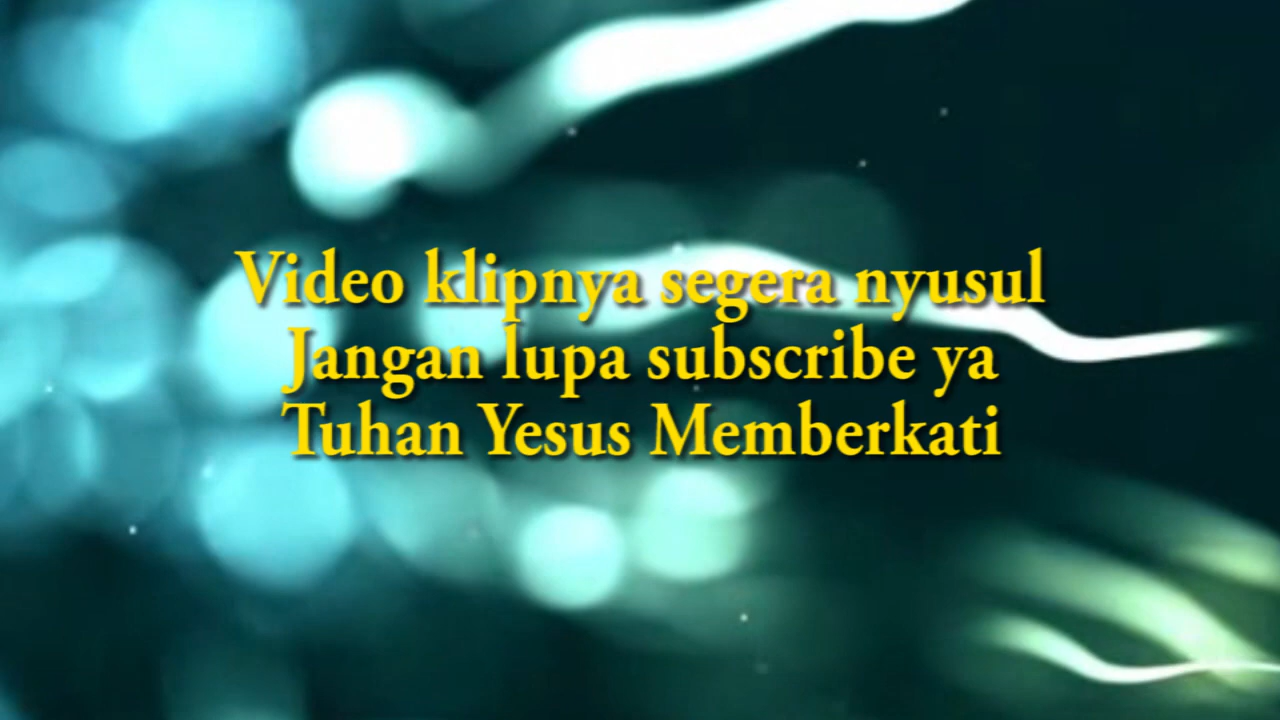 Video klipnya segera nyusul
Jangan lupa subscribe ya
Tuhan Yesus Memberkati